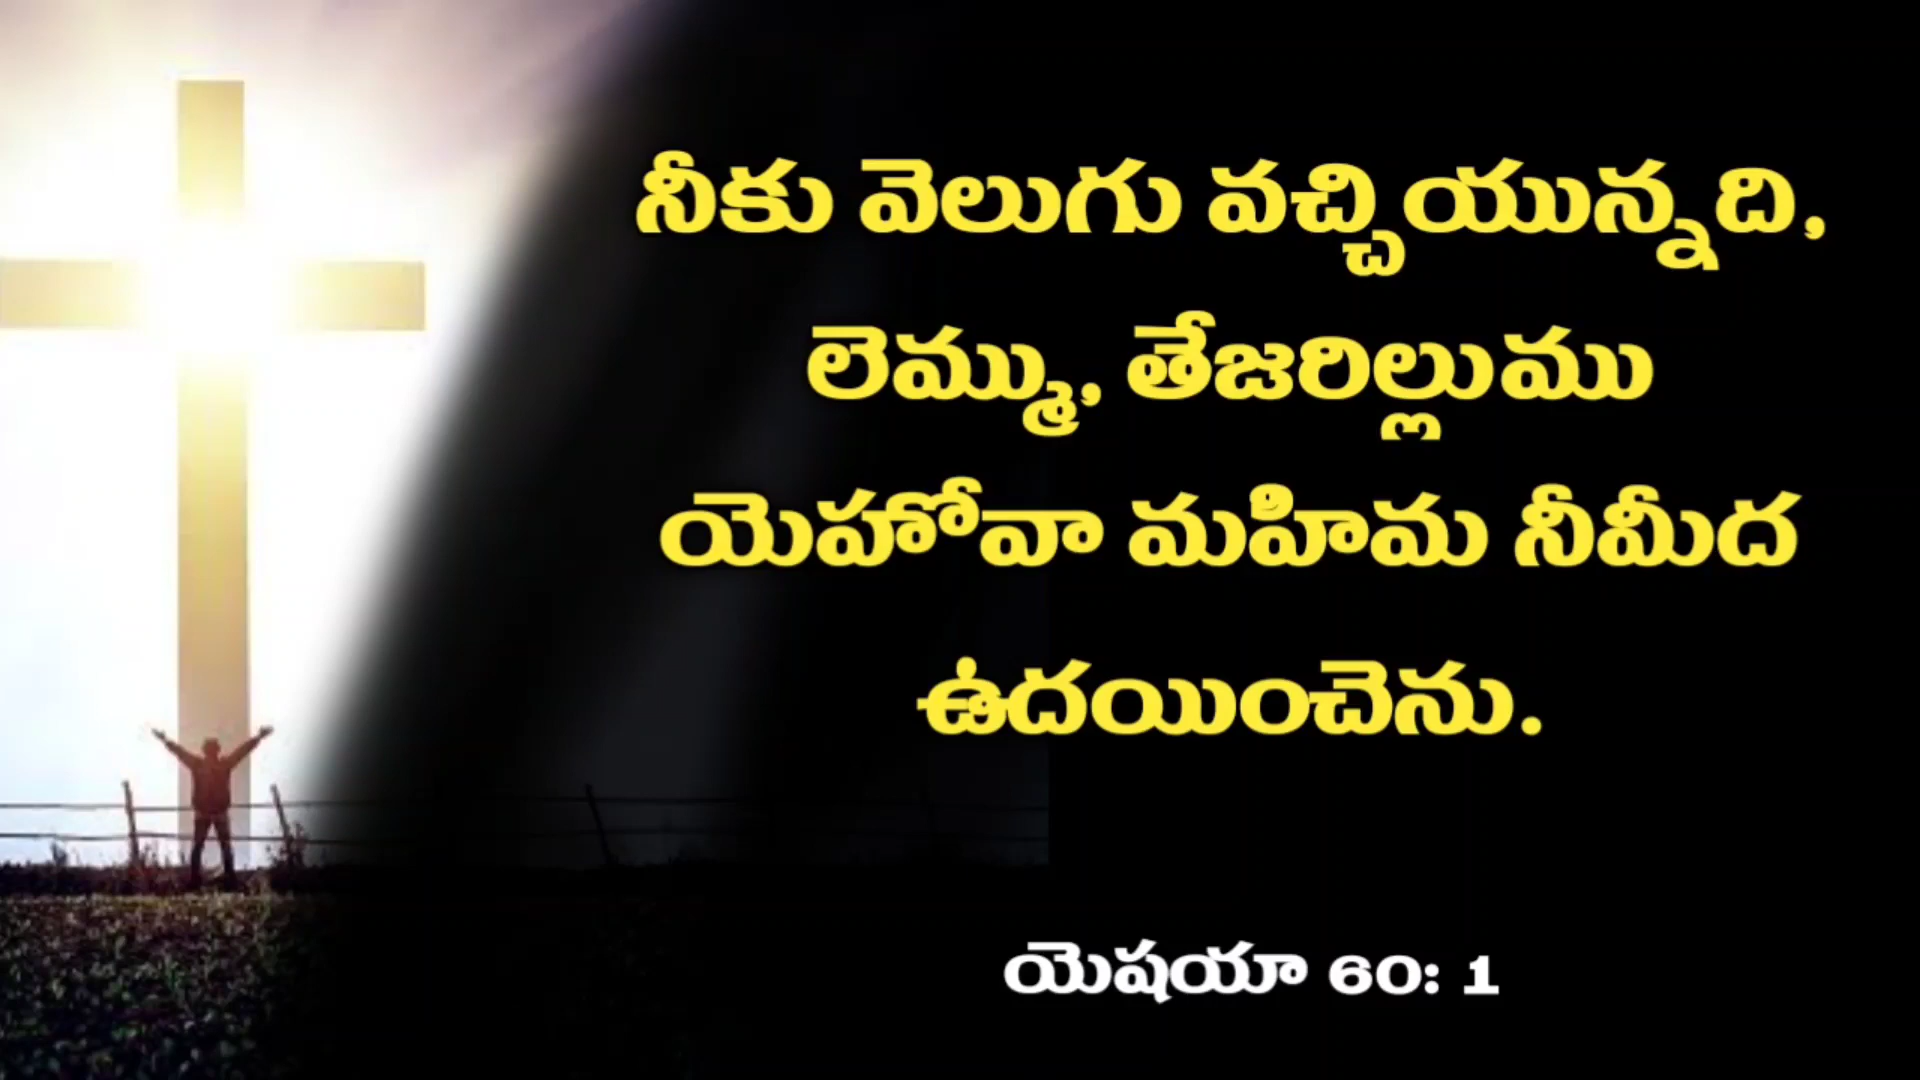 నీకు వెలుగు వచ్చియున్నది,
లెమ్ము, తేజరిల్లుము
యెహోవా మహిమ నీమీద
ఉదయించెను.
యెషయా 60: 1